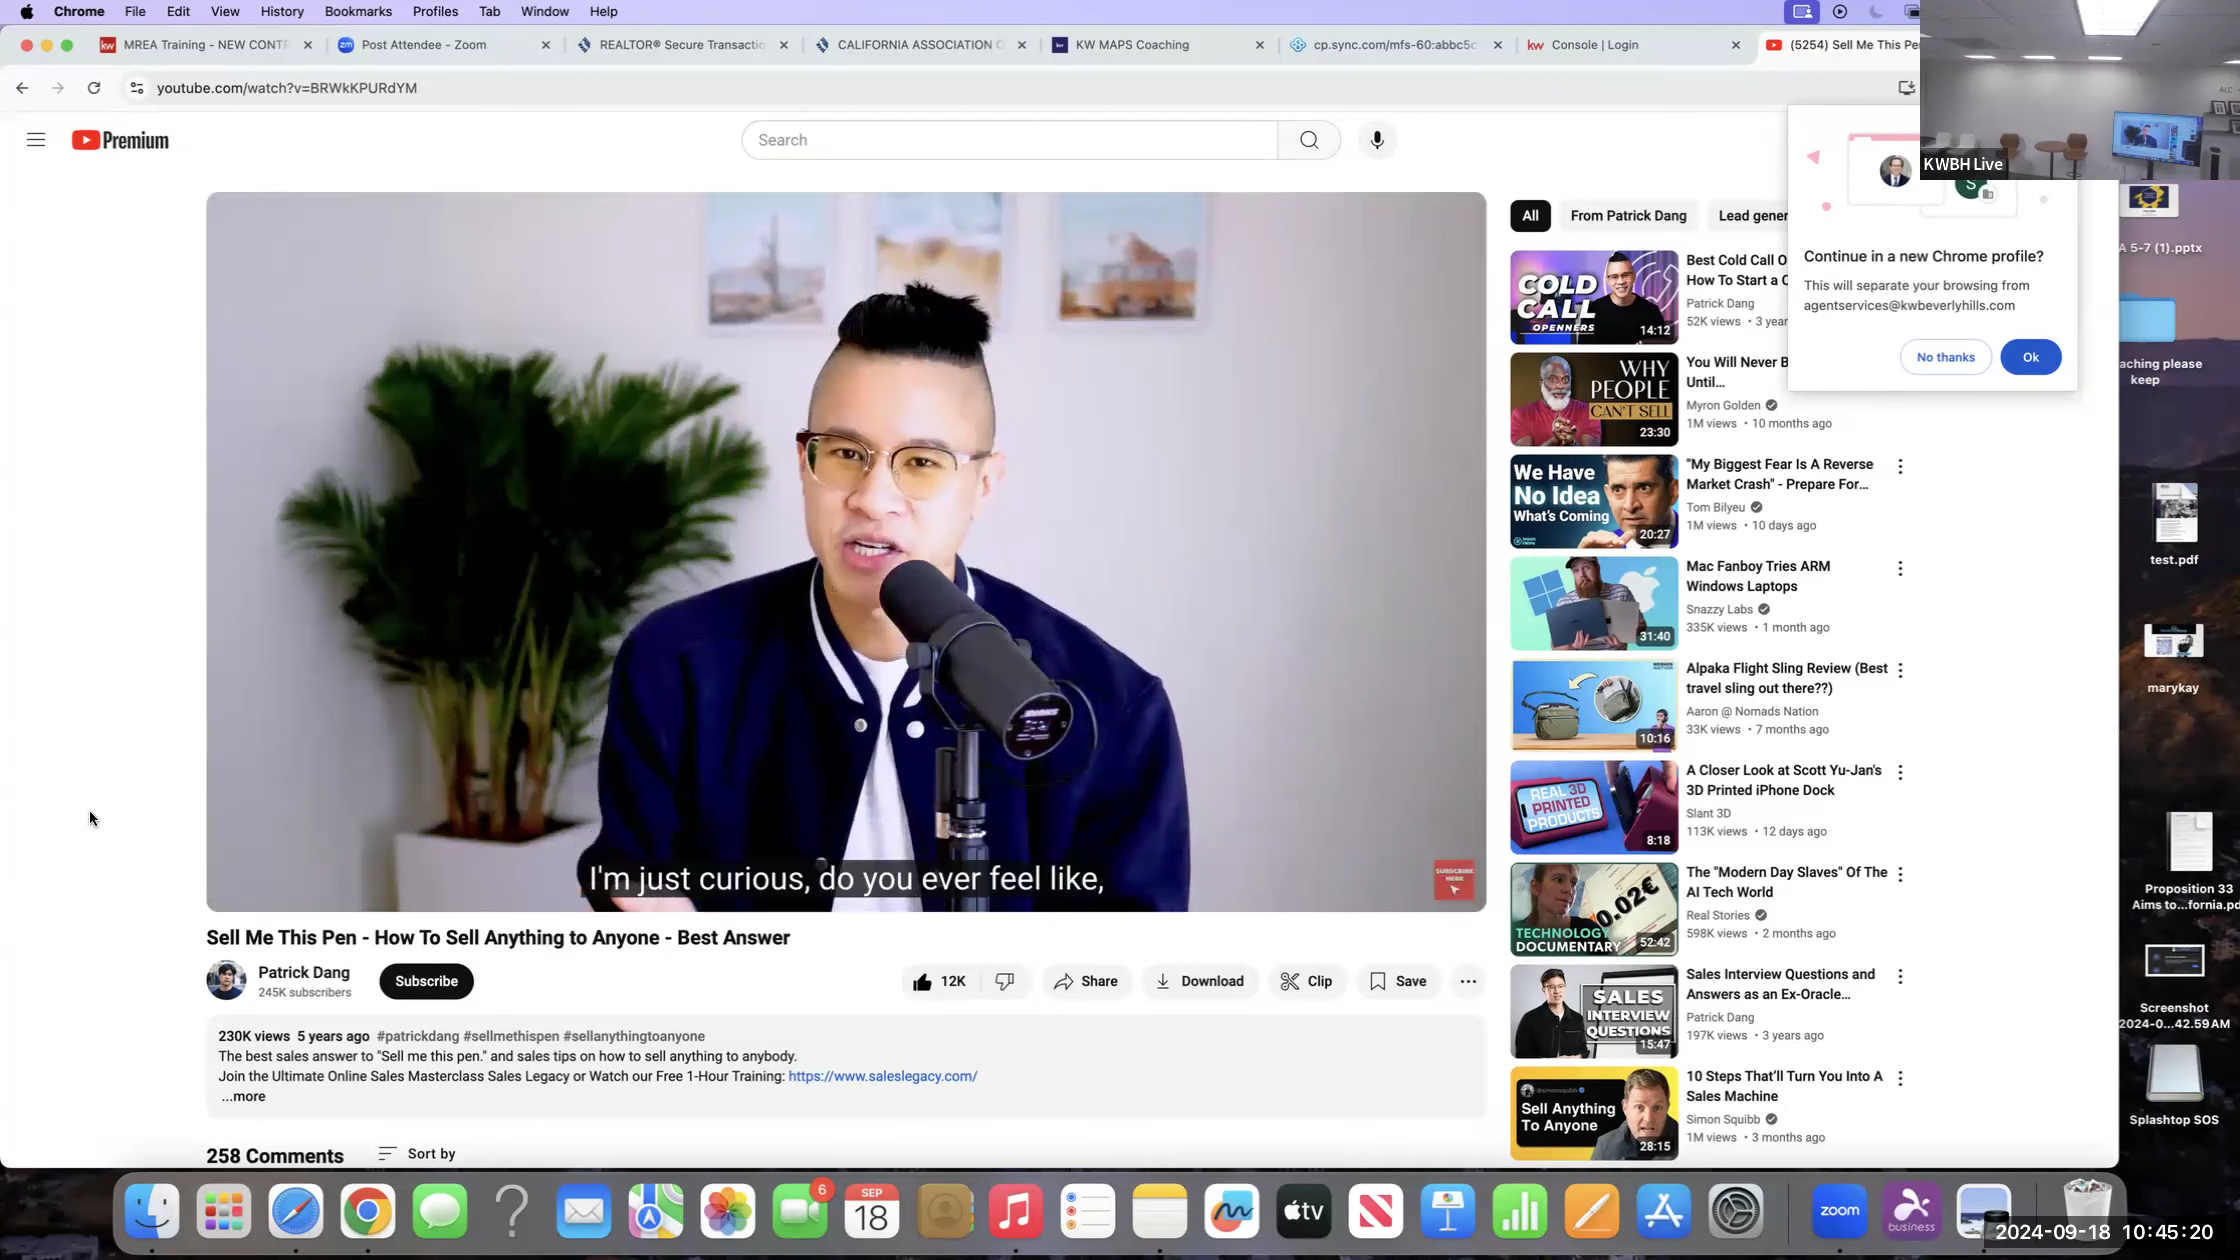 Chrome File Edit View History Bookmarks Profiles Tab Window Help
MREA Training - NEW CONTR
Post Attendee - Zoom
REALTOR® Secure Transactio
CALIFORNIA ASSOCIATION
KW MAPS Coaching
cp.sync.com/mfs-60:abbc5c
Console | Login
(5254) Sell Me This Pe
youtube.com/watch?v=BRWkKPURdYM
Premium
Search
KWBH Live
Continue in a new Chrome profile?
This will separate your browsing from
agentservices@kwbeverlyhills.com
No thanks
Ok
All
From Patrick Dang
Lead gener
I'm just curious, do you ever feel like,
SUBSCRIBE
HERE
Sell Me This Pen - How To Sell Anything to Anyone - Best Answer
Patrick Dang
245K subscribers
Subscribe
12K
Share
Download
Clip
Save
230K views 5 years ago #patrickdang #sellmethispen #sellanythingtoanyone
The best sales answer to "Sell me this pen." and sales tips on how to sell anything to anybody.
Join the Ultimate Online Sales Masterclass Sales Legacy or Watch our Free 1-Hour Training: https://www.saleslegacy.com/
...more
258 Comments
Sort by
COLD
CALL
OPENNERS
14:12
Best Cold Call O
How To Start a C
Patrick Dang
52K views • 3 year
WHY
PEOPLE
CAN'T SELL
23:30
You Will Never B
Until...
Myron Golden
1M views • 10 months ago
We Have
No Idea
What's Coming
20:27
"My Biggest Fear Is A Reverse
Market Crash" - Prepare For...
Tom Bilyeu
1M views • 10 days ago
31:40
Mac Fanboy Tries ARM
Windows Laptops
Snazzy Labs
335K views • 1 month ago
10:16
Alpaka Flight Sling Review (Best
travel sling out there??)
Aaron @ Nomads Nation
33K views • 7 months ago
REAL 3D
PRINTED
PRODUCTS
8:18
A Closer Look at Scott Yu-Jan's
3D Printed iPhone Dock
Slant 3D
113K views • 12 days ago
0.02€
TECHNOLOGY
DOCUMENTARY
52:42
The "Modern Day Slaves" Of The
AI Tech World
Real Stories
598K views • 2 months ago
SALES
INTERVIEW
QUESTIONS
15:47
Sales Interview Questions and
Answers as an Ex-Oracle...
Patrick Dang
197K views • 3 years ago
@simonsquibb
Sell Anything
To Anyone
28:15
10 Steps That'll Turn You Into A
Sales Machine
Simon Squibb
1M views • 3 months ago
A 5-7 (1).pptx
aching please
keep
test.pdf
marykay
Proposition 33
Aims to...fornia.pd
Screenshot
2024-0...42.59 AM
Splashtop SOS
6
SEP
18
tv
zoom
business
2024-09-18 10:45:20